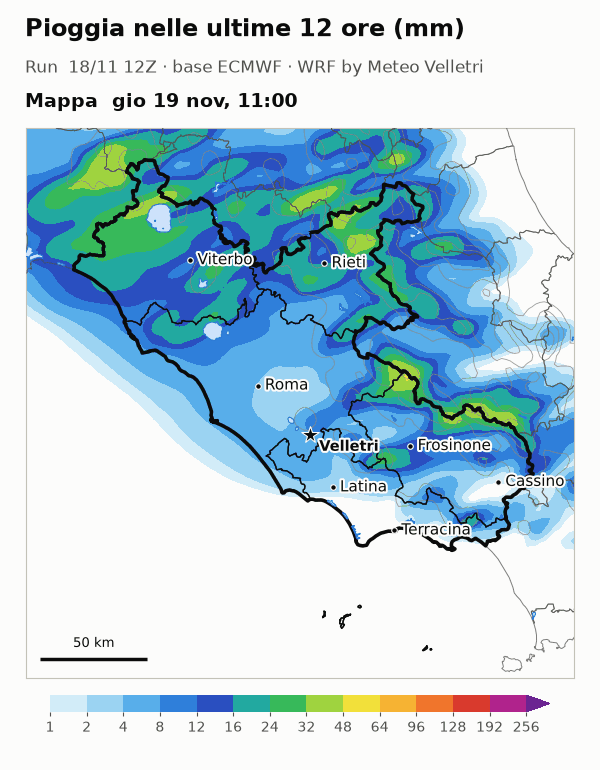 Pioggia nelle ultime 12 ore (mm)
Run  18/11 12Z · base ECMWF · WRF by Meteo Velletri
Mappa  gio 19 nov, 11:00
Viterbo
Rieti
Roma
Velletri
Frosinone
Cassino
Latina
Terracina
50 km
1 2 4 8 12 16 24 32 48 64 96 128 192 256